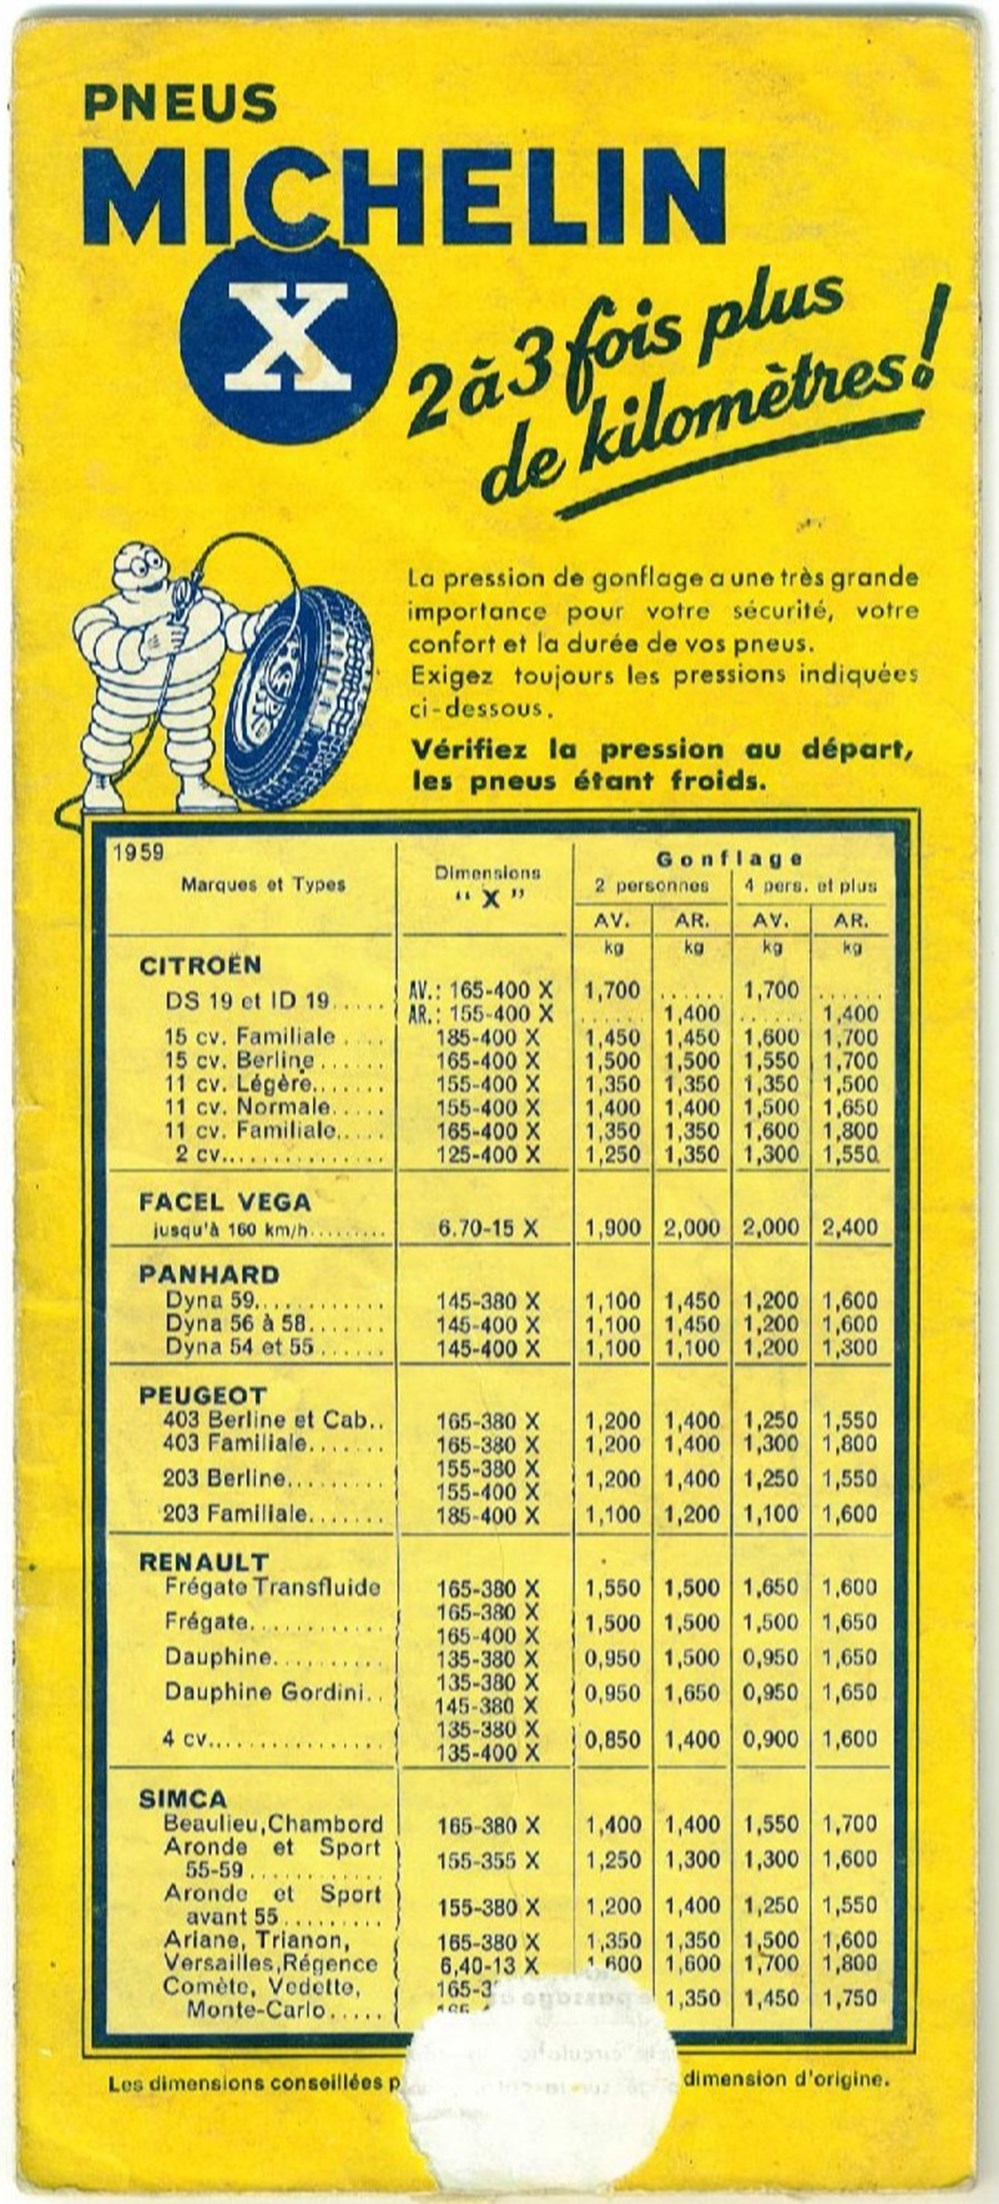 PNEUS
MICHELIN
X
2 à 3 fois plus
de kilomètres!
La pression de gonflage a une très grande
importance pour votre sécurité, votre
confort et la durée de vos pneus.
Exigez toujours les pressions indiquées
ci-dessous.
Vérifiez la pression au départ,
les pneus étant froids.
1959 Gonflage
Marques et Types Dimensions "X" 2 personnes 4 pers. et plus
AV. AR. AV. AR.
kg kg kg kg
CITROËN
DS 19 et ID 19..... AV.: 165-400 X 1,700 ...... 1,700 ......
AR.: 155-400 X ...... 1,400 ...... 1,400
15 cv. Familiale .... 185-400 X 1,450 1,450 1,600 1,700
15 cv. Berline ...... 165-400 X 1,500 1,500 1,550 1,700
11 cv. Légère....... 155-400 X 1,350 1,350 1,350 1,500
11 cv. Normale..... 155-400 X 1,400 1,400 1,500 1,650
11 cv. Familiale..... 165-400 X 1,350 1,350 1,600 1,800
2 cv............... 125-400 X 1,250 1,350 1,300 1,550
FACEL VEGA
jusqu'à 160 km/h......... 6.70-15 X 1,900 2,000 2,000 2,400
PANHARD
Dyna 59............ 145-380 X 1,100 1,450 1,200 1,600
Dyna 56 à 58....... 145-400 X 1,100 1,450 1,200 1,600
Dyna 54 et 55 ...... 145-400 X 1,100 1,100 1,200 1,300
PEUGEOT
403 Berline et Cab.. 165-380 X 1,200 1,400 1,250 1,550
403 Familiale....... 165-380 X 1,200 1,400 1,300 1,800
155-380 X
203 Berline......... 1,200 1,400 1,250 1,550
155-400 X
203 Familiale....... 185-400 X 1,100 1,200 1,100 1,600
RENAULT
Frégate Transfluide 165-380 X 1,550 1,500 1,650 1,600
165-380 X
Frégate............ 1,500 1,500 1,500 1,650
165-400 X
Dauphine.......... 135-380 X 0,950 1,500 0,950 1,650
135-380 X
Dauphine Gordini.. 0,950 1,650 0,950 1,650
145-380 X
135-380 X
4 cv............... 0,850 1,400 0,900 1,600
135-400 X
SIMCA
Beaulieu, Chambord 165-380 X 1,400 1,400 1,550 1,700
Aronde et Sport
55-59 .......... 155-355 X 1,250 1,300 1,300 1,600
Aronde et Sport
avant 55......... 155-380 X 1,200 1,400 1,250 1,550
Ariane, Trianon, 165-380 X 1,350 1,350 1,500 1,600
Versailles, Régence 6,40-13 X 1,600 1,600 1,700 1,800
Comète, Vedette, 165-3
Monte-Carlo..... 1,350 1,450 1,750
Les dimensions conseillées p dimension d'origine.